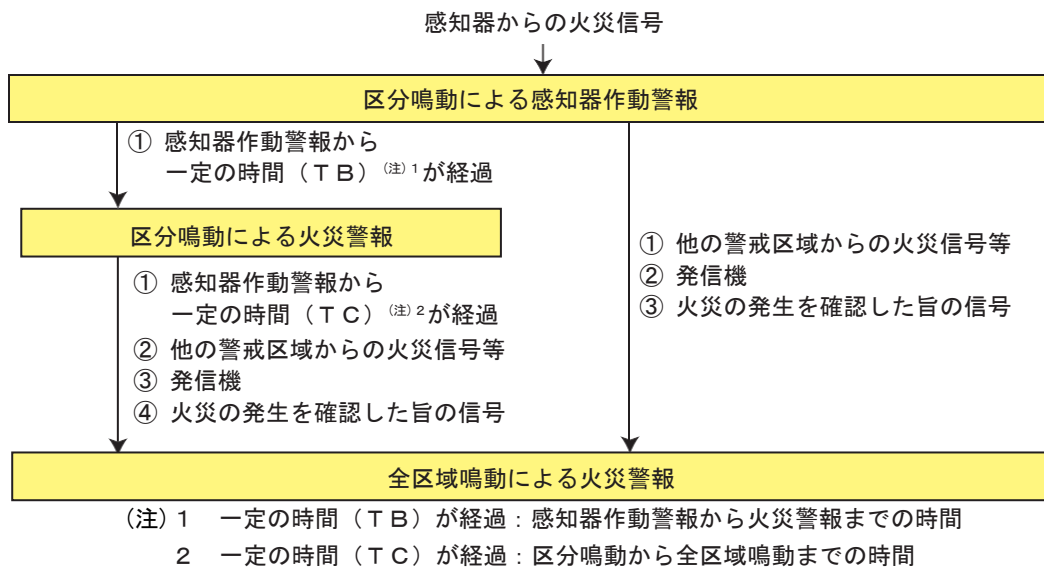 感知器からの火災信号
区分鳴動による感知器作動警報
① 感知器作動警報から
一定の時間（ＴＢ）(注)1が経過
区分鳴動による火災警報
① 感知器作動警報から
一定の時間（ＴＣ）(注)2が経過
② 他の警戒区域からの火災信号等
③ 発信機
④ 火災の発生を確認した旨の信号
① 他の警戒区域からの火災信号等
② 発信機
③ 火災の発生を確認した旨の信号
全区域鳴動による火災警報
(注)１ 一定の時間（ＴＢ）が経過：感知器作動警報から火災警報までの時間
２ 一定の時間（ＴＣ）が経過：区分鳴動から全区域鳴動までの時間